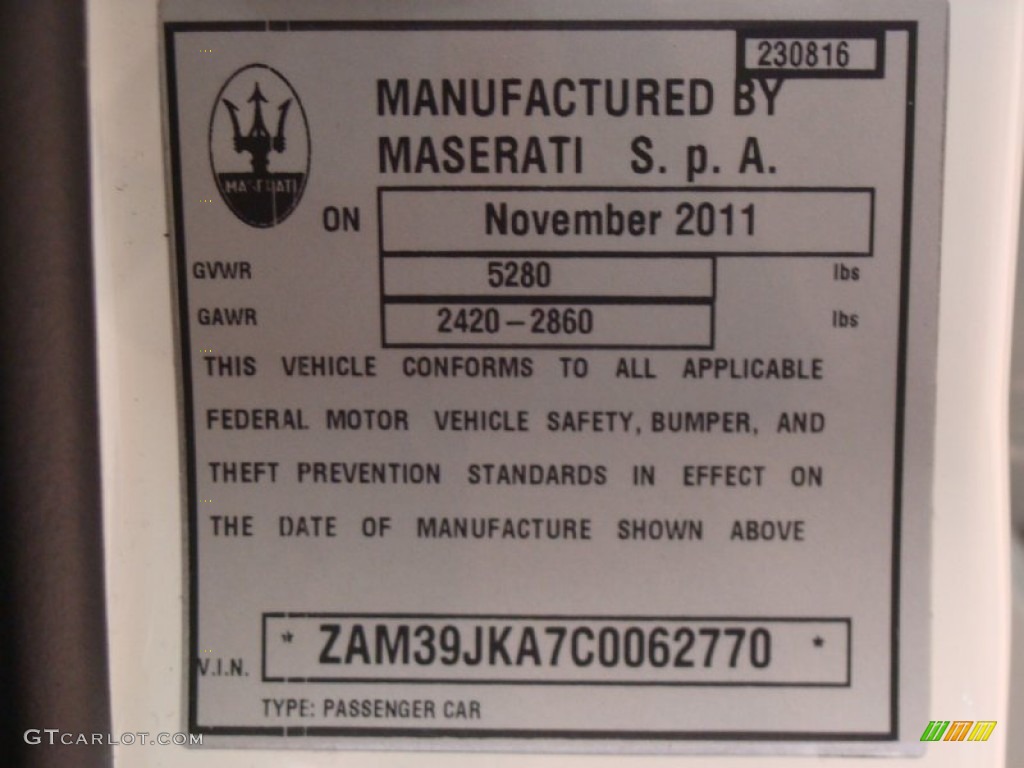 230816
MANUFACTURED BY
MASERATI S. p. A.
MASERATI
ON November 2011
GVWR 5280 lbs
GAWR 2420-2860 lbs
THIS VEHICLE CONFORMS TO ALL APPLICABLE
FEDERAL MOTOR VEHICLE SAFETY, BUMPER, AND
THEFT PREVENTION STANDARDS IN EFFECT ON
THE DATE OF MANUFACTURE SHOWN ABOVE
V.I.N. * ZAM39JKA7C0062770 *
TYPE: PASSENGER CAR
GTCARLOT.COM